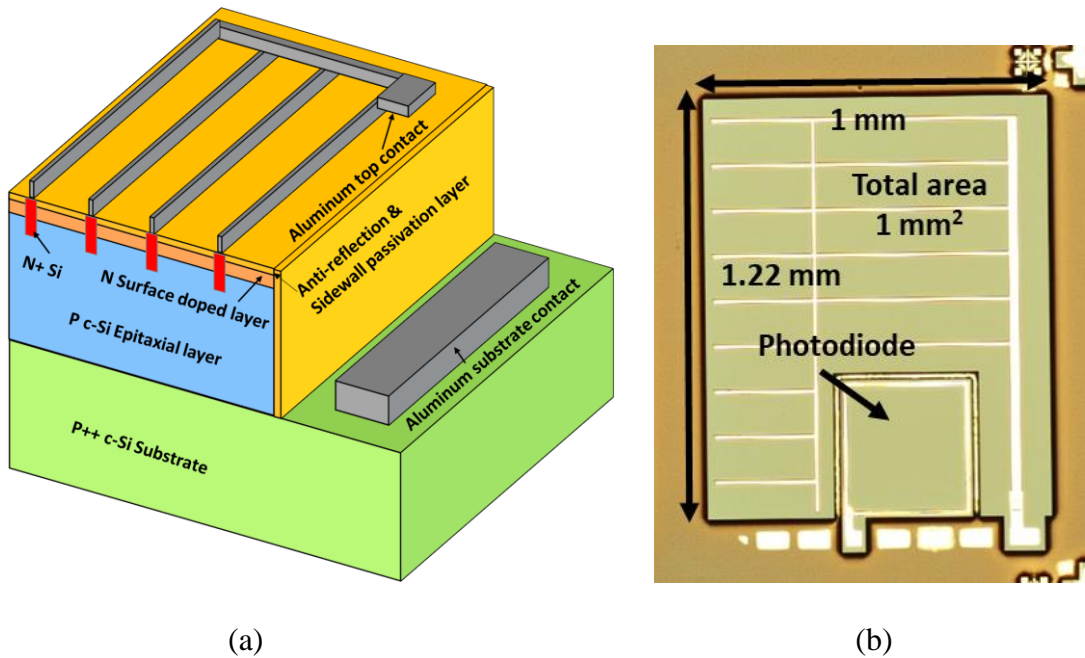 Aluminum top contact
Anti-reflection &
Sidewall passivation layer
N+ Si
N Surface doped layer
P c-Si Epitaxial layer
Aluminum substrate contact
P++ c-Si Substrate
1 mm
Total area
1 mm²
1.22 mm
Photodiode
(a)
(b)